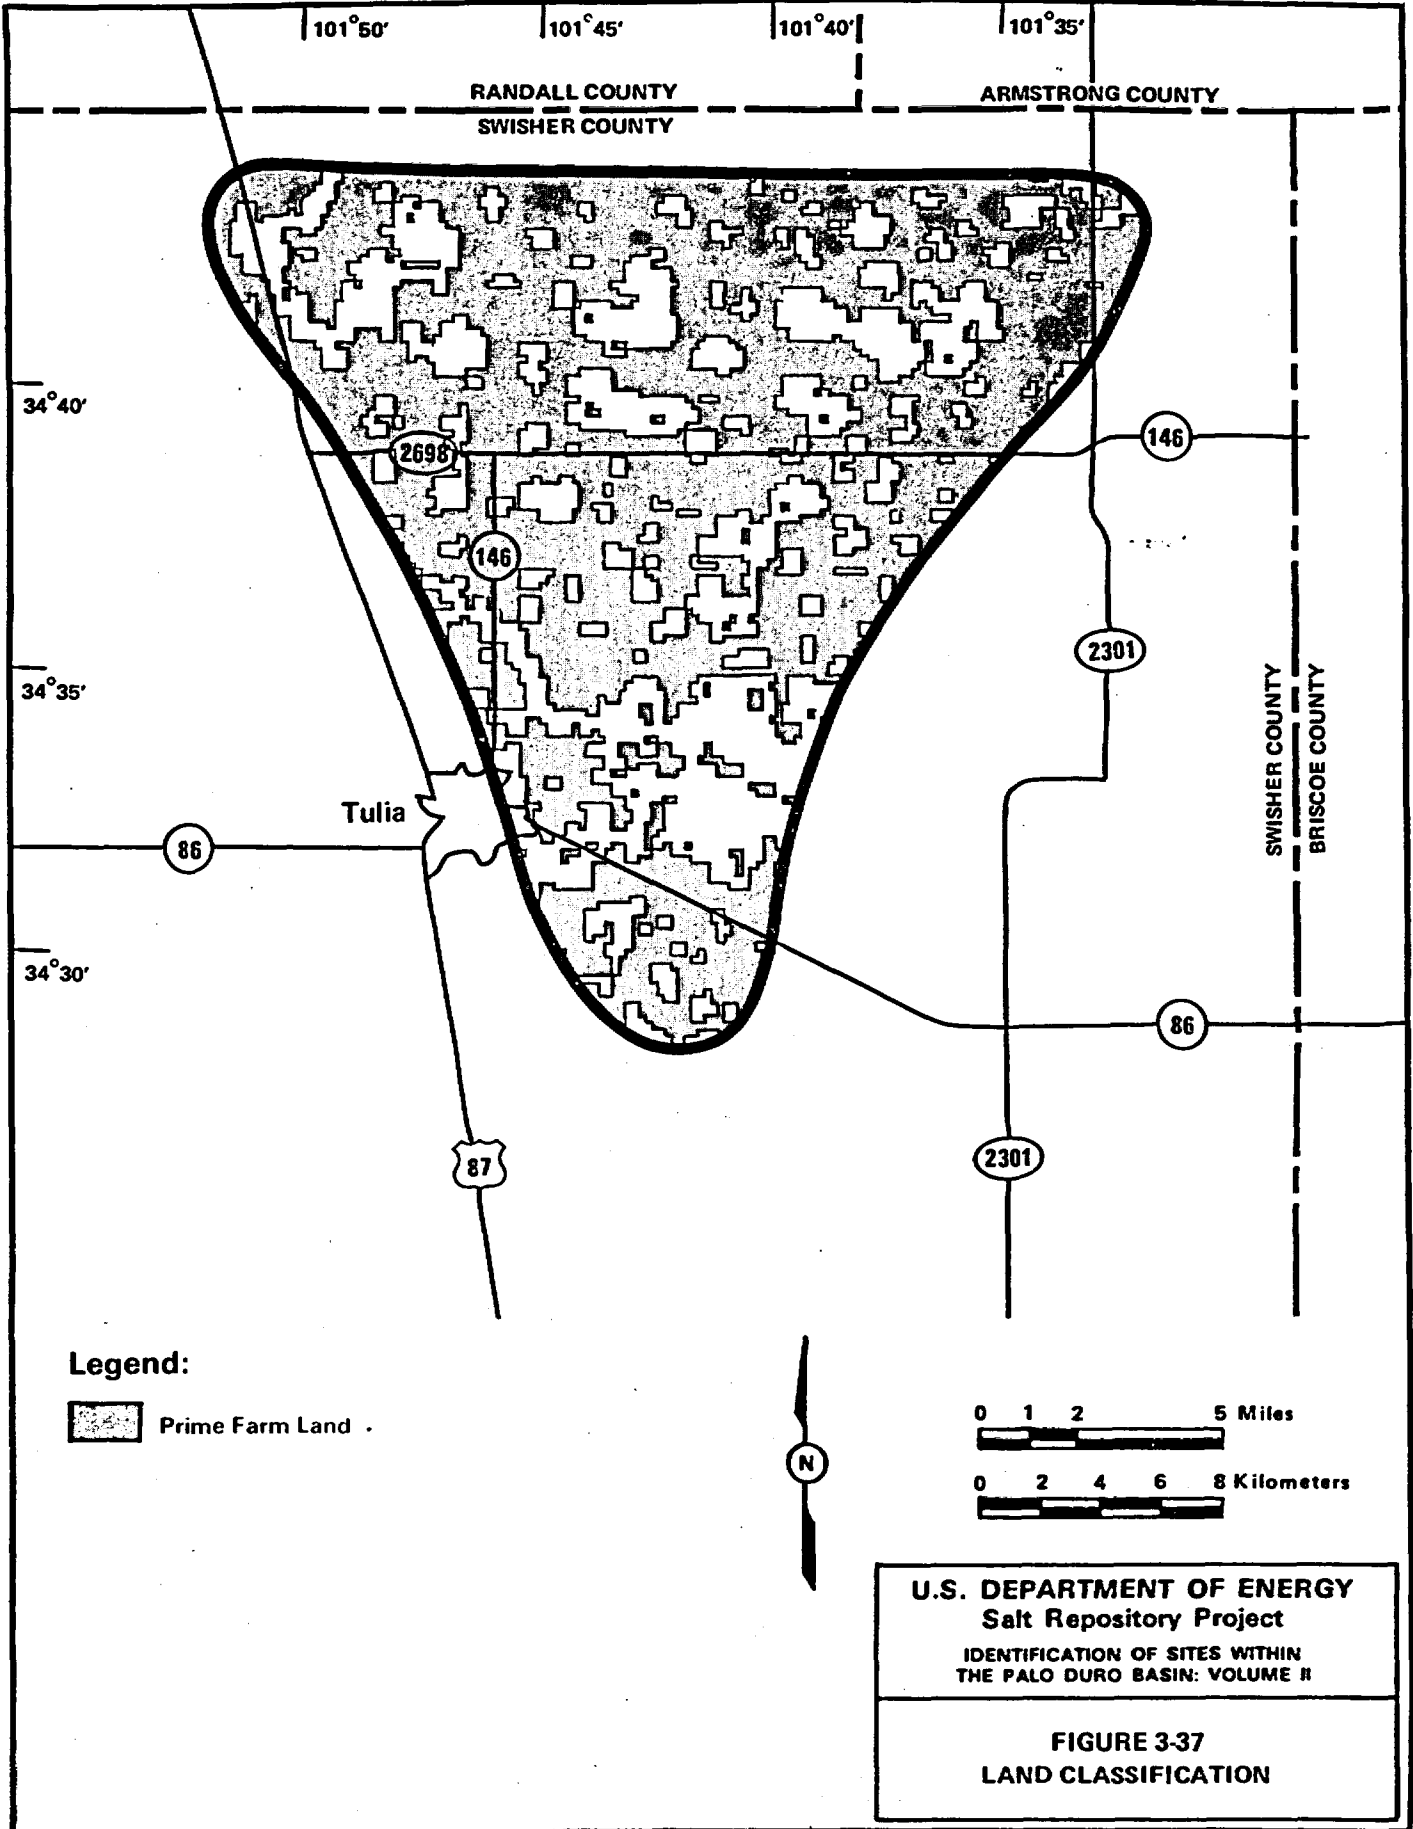 101°50′
101°45′
101°40′
101°35′
RANDALL COUNTY
ARMSTRONG COUNTY
SWISHER COUNTY
34°40′
2698
146
146
34°35′
2301
SWISHER COUNTY
BRISCOE COUNTY
Tulia
86
34°30′
86
87
2301
Legend:
Prime Farm Land
0 1 2 5 Miles
N
0 2 4 6 8 Kilometers
U.S. DEPARTMENT OF ENERGY
Salt Repository Project
IDENTIFICATION OF SITES WITHIN
THE PALO DURO BASIN: VOLUME II
FIGURE 3-37
LAND CLASSIFICATION